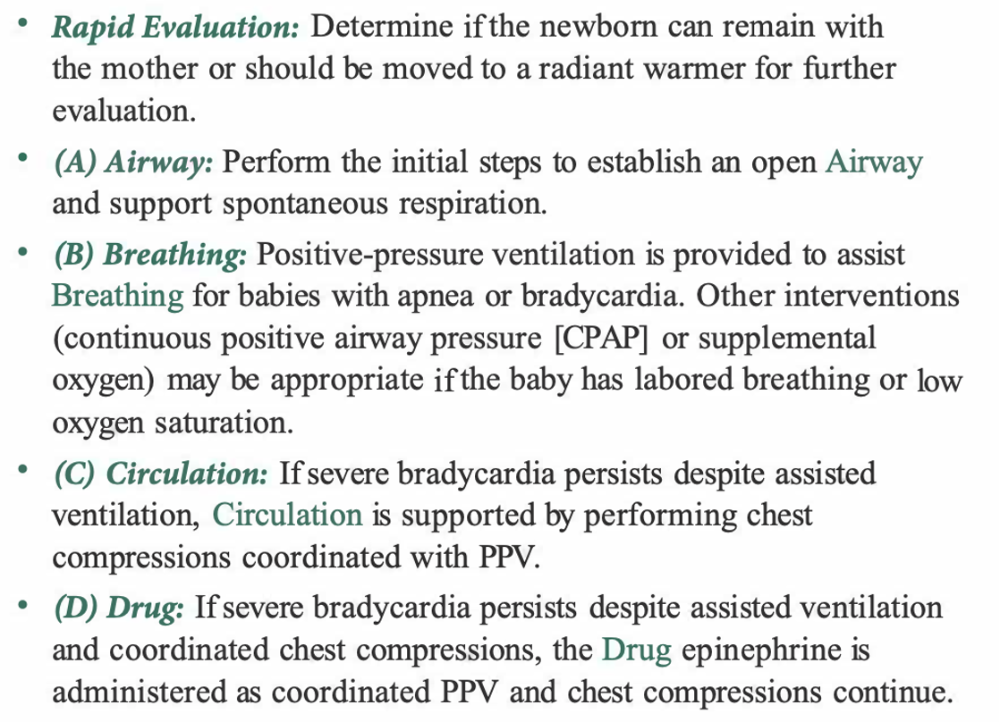 • Rapid Evaluation: Determine if the newborn can remain with
the mother or should be moved to a radiant warmer for further
evaluation.
• (A) Airway: Perform the initial steps to establish an open Airway
and support spontaneous respiration.
• (B) Breathing: Positive-pressure ventilation is provided to assist
Breathing for babies with apnea or bradycardia. Other interventions
(continuous positive airway pressure [CPAP] or supplemental
oxygen) may be appropriate if the baby has labored breathing or low
oxygen saturation.
• (C) Circulation: If severe bradycardia persists despite assisted
ventilation, Circulation is supported by performing chest
compressions coordinated with PPV.
• (D) Drug: If severe bradycardia persists despite assisted ventilation
and coordinated chest compressions, the Drug epinephrine is
administered as coordinated PPV and chest compressions continue.